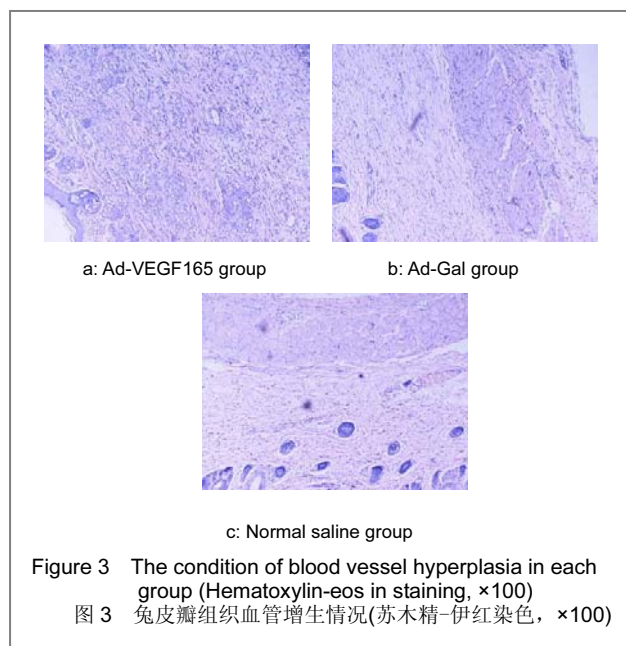 a: Ad-VEGF165 group
b: Ad-Gal group
c: Normal saline group
Figure 3 The condition of blood vessel hyperplasia in each
group (Hematoxylin-eos in staining, ×100)
图 3 兔皮瓣组织血管增生情况(苏木精-伊红染色，×100)